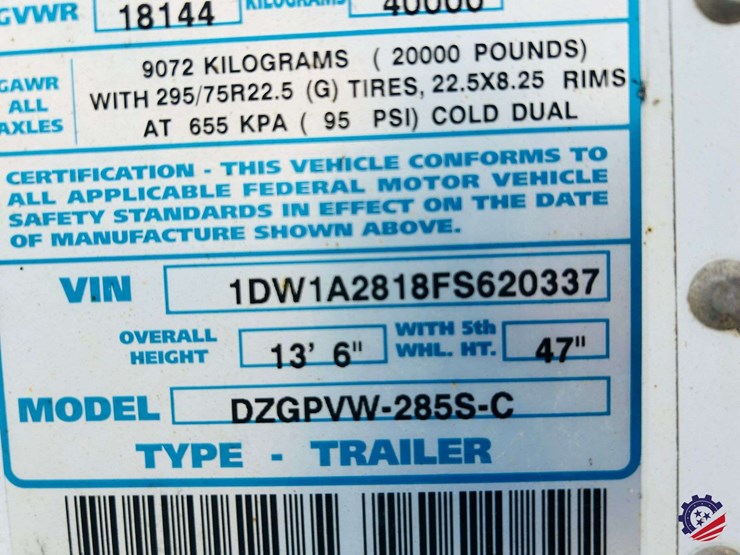 GVWR 18144 KILOGRAMS 40000
GAWR ALL AXLES
9072 KILOGRAMS ( 20000 POUNDS)
WITH 295/75R22.5 (G) TIRES, 22.5X8.25 RIMS
AT 655 KPA ( 95 PSI) COLD DUAL
CERTIFICATION - THIS VEHICLE CONFORMS TO
ALL APPLICABLE FEDERAL MOTOR VEHICLE
SAFETY STANDARDS IN EFFECT ON THE DATE
OF MANUFACTURE SHOWN ABOVE.
VIN 1DW1A2818FS620337
OVERALL HEIGHT 13' 6" WITH 5th WHL. HT. 47"
MODEL DZGPVW-285S-C
TYPE - TRAILER